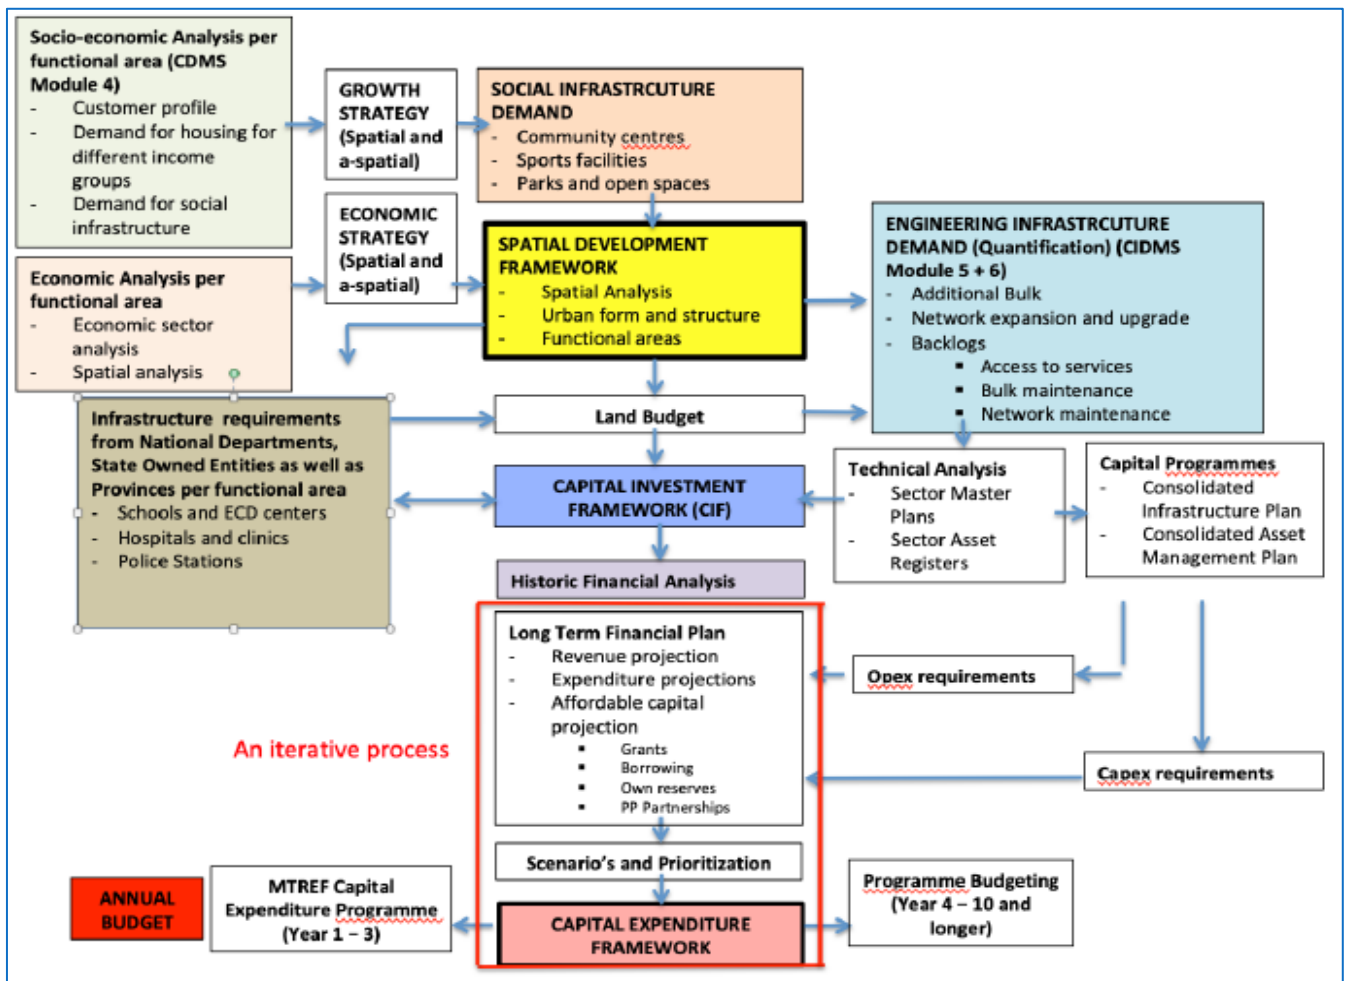 Socio-economic Analysis per
functional area (CDMS
Module 4)
- Customer profile
- Demand for housing for
different income
groups
- Demand for social
infrastructure
GROWTH
STRATEGY
(Spatial and
a-spatial)
SOCIAL INFRASTRCUTURE
DEMAND
- Community centres
- Sports facilities
- Parks and open spaces
Economic Analysis per
functional area
- Economic sector
analysis
- Spatial analysis
ECONOMIC
STRATEGY
(Spatial and
a-spatial)
SPATIAL DEVELOPMENT
FRAMEWORK
- Spatial Analysis
- Urban form and structure
- Functional areas
ENGINEERING INFRASTRCUTURE
DEMAND (Quantification) (CIDMS
Module 5 + 6)
- Additional Bulk
- Network expansion and upgrade
- Backlogs
▪ Access to services
▪ Bulk maintenance
▪ Network maintenance
Infrastructure requirements
from National Departments,
State Owned Entities as well as
Provinces per functional area
- Schools and ECD centers
- Hospitals and clinics
- Police Stations
Land Budget
CAPITAL INVESTMENT
FRAMEWORK (CIF)
Technical Analysis
- Sector Master
Plans
- Sector Asset
Registers
Capital Programmes
- Consolidated
Infrastructure Plan
- Consolidated Asset
Management Plan
Historic Financial Analysis
Long Term Financial Plan
- Revenue projection
- Expenditure projections
- Affordable capital
projection
▪ Grants
▪ Borrowing
▪ Own reserves
▪ PP Partnerships
Opex requirements
An iterative process
Capex requirements
Scenario's and Prioritization
ANNUAL
BUDGET
MTREF Capital
Expenditure Programme
(Year 1 – 3)
CAPITAL EXPENDITURE
FRAMEWORK
Programme Budgeting
(Year 4 – 10 and
longer)